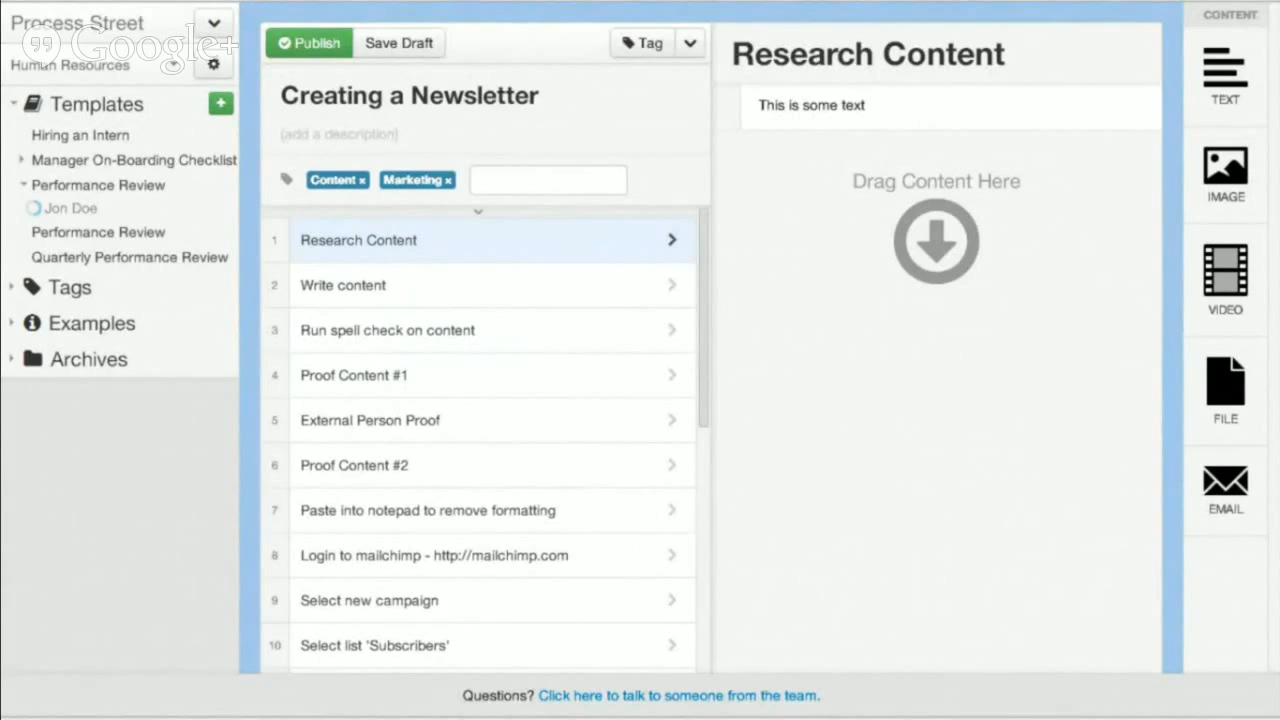 Process Street
Google+
Human Resources
Templates
Hiring an Intern
Manager On-Boarding Checklist
Performance Review
Jon Doe
Performance Review
Quarterly Performance Review
Tags
Examples
Archives
Publish
Save Draft
Tag
Creating a Newsletter
(add a description)
Content x
Marketing x
1 Research Content
2 Write content
3 Run spell check on content
4 Proof Content #1
5 External Person Proof
6 Proof Content #2
7 Paste into notepad to remove formatting
8 Login to mailchimp - http://mailchimp.com
9 Select new campaign
10 Select list 'Subscribers'
Research Content
This is some text
Drag Content Here
CONTENT
TEXT
IMAGE
VIDEO
FILE
EMAIL
Questions? Click here to talk to someone from the team.